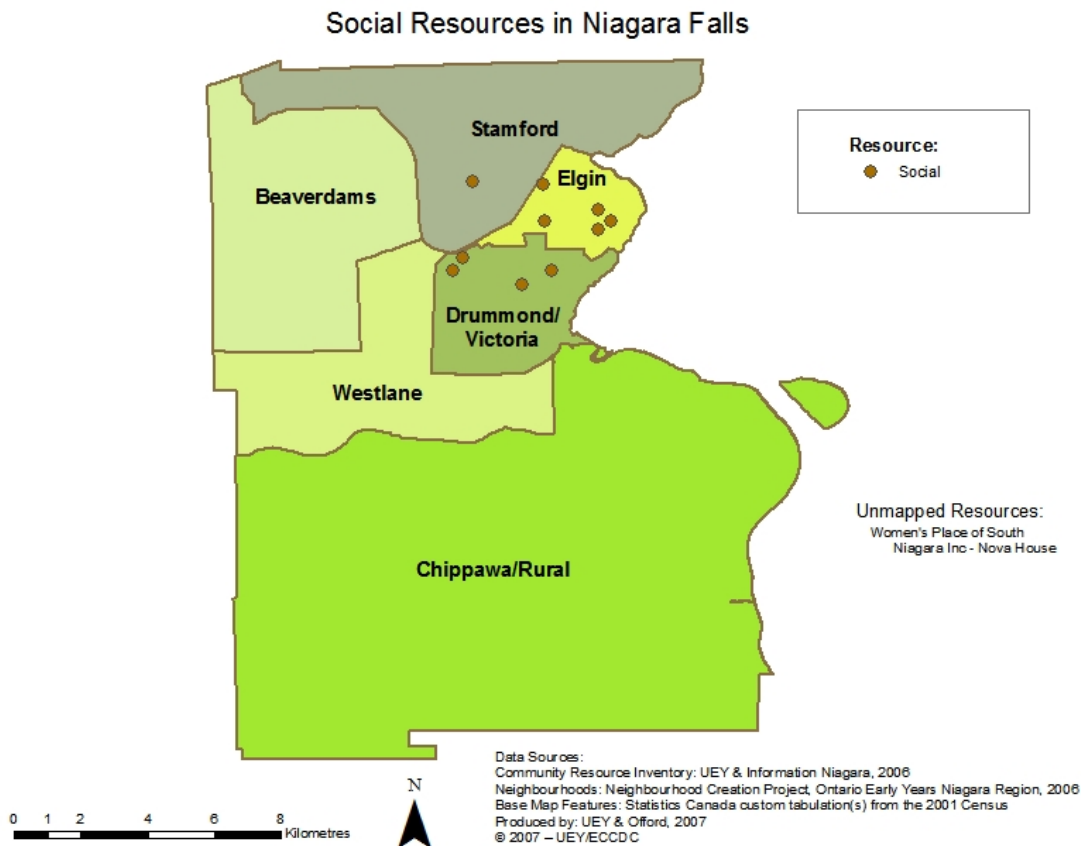 Social Resources in Niagara Falls
Stamford
Resource:
Social
Elgin
Beaverdams
Drummond/
Victoria
Westlane
Unmapped Resources:
Women's Place of South
Niagara Inc - Nova House
Chippawa/Rural
Data Sources:
Community Resource Inventory: UEY & Information Niagara, 2006
Neighbourhoods: Neighbourhood Creation Project, Ontario Early Years Niagara Region, 2006
Base Map Features: Statistics Canada custom tabulation(s) from the 2001 Census
Produced by: UEY & Offord, 2007
© 2007 – UEY/ECCDC
N
0 1 2 4 6 8
Kilometres